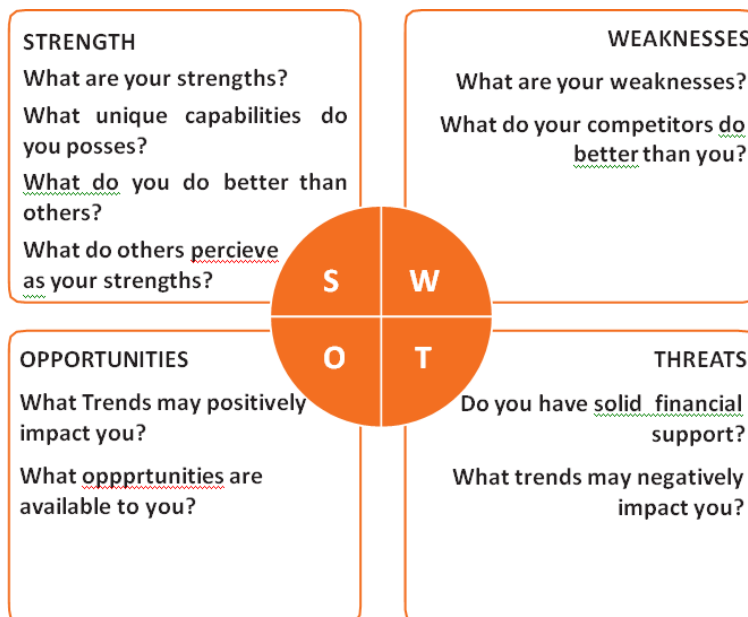 STRENGTH
What are your strengths?
What unique capabilities do
you posses?
What do you do better than
others?
What do others percieve
as your strengths?
WEAKNESSES
What are your weaknesses?
What do your competitors do
better than you?
S
W
O
T
OPPORTUNITIES
What Trends may positively
impact you?
What oppprtunities are
available to you?
THREATS
Do you have solid financial
support?
What trends may negatively
impact you?